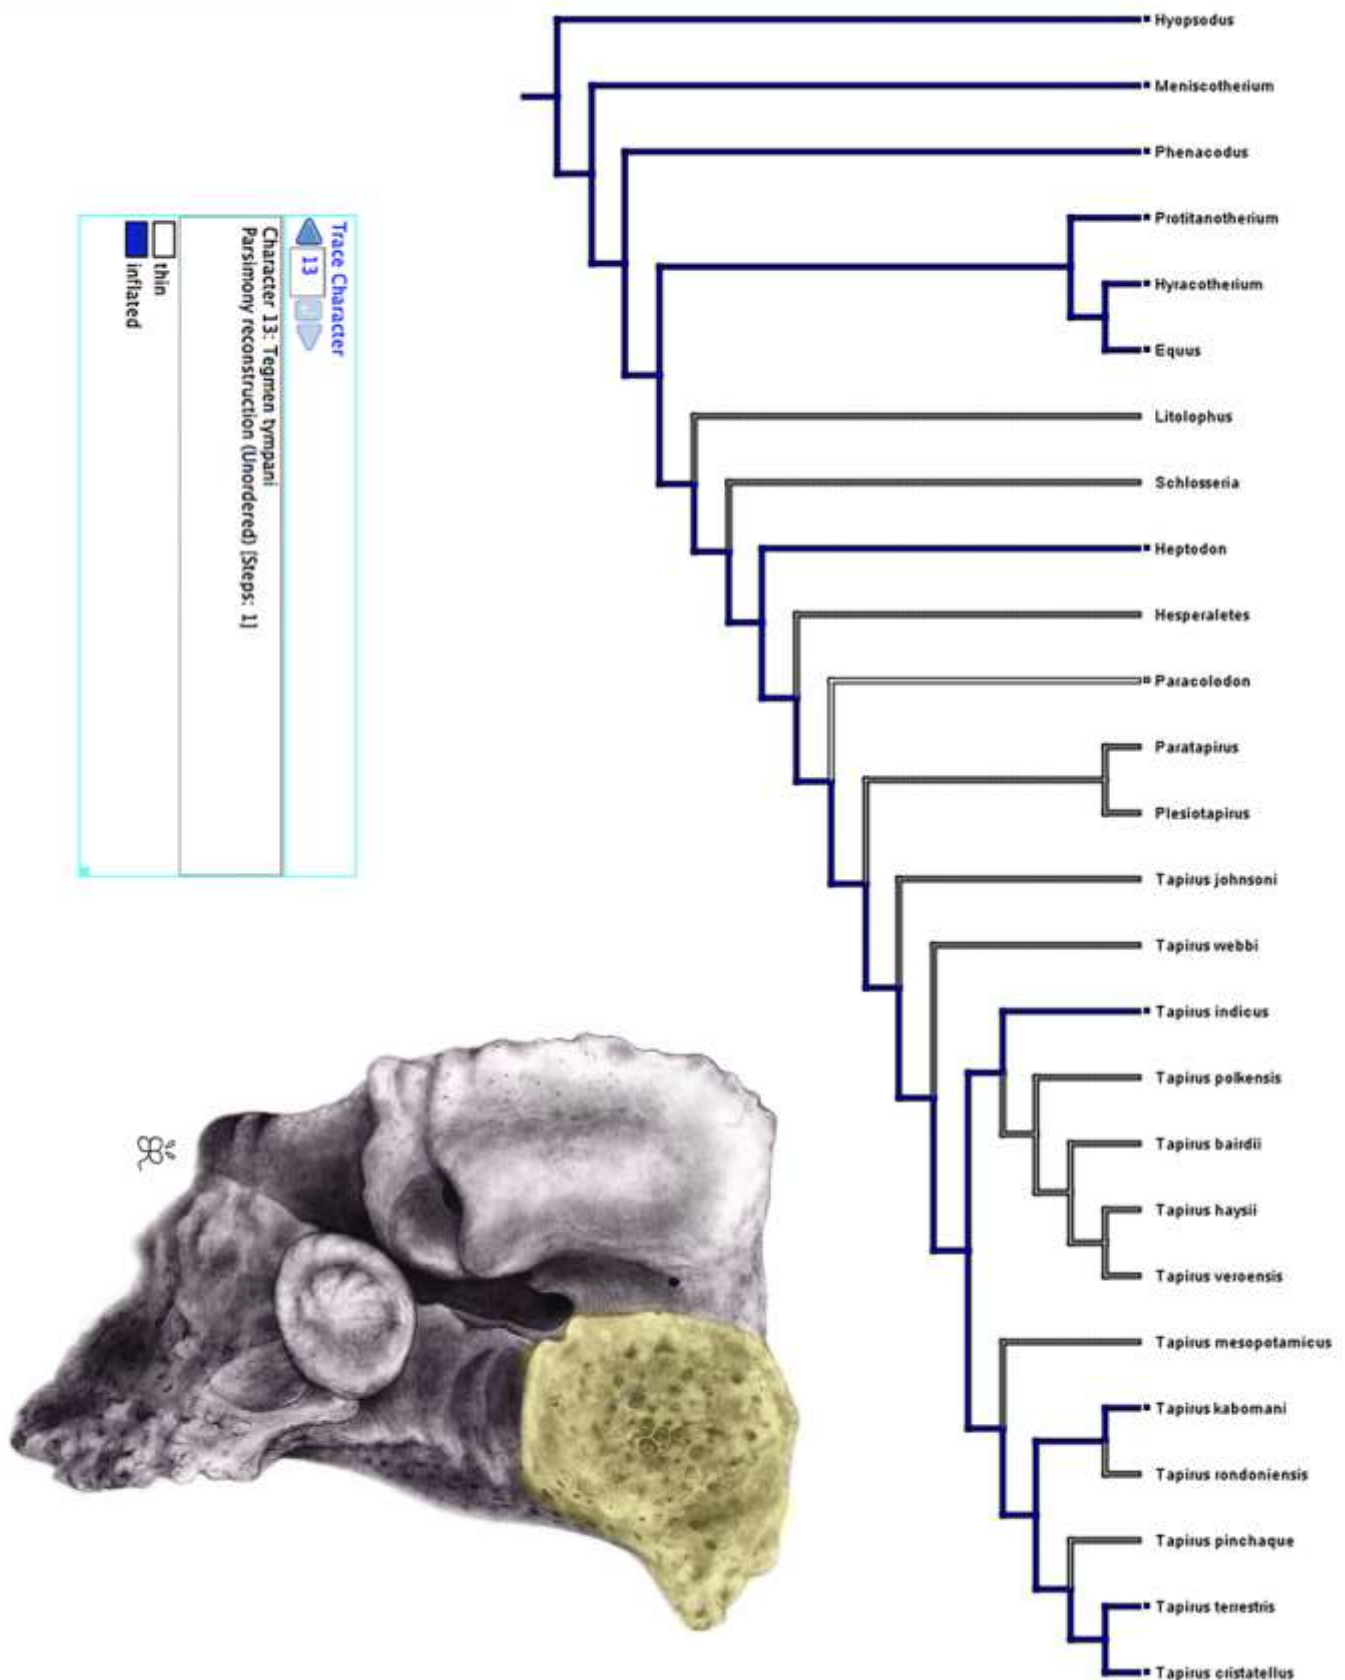 Hyopsodus
Meniscotherium
Phenacodus
Protitanotherium
Hyracotherium
Equus
Litolophus
Schlosseria
Heptodon
Hesperaletes
Paracolodon
Paratapirus
Plesiotapirus
Tapirus johnsoni
Tapirus webbi
Tapirus indicus
Tapirus polkensis
Tapirus bairdii
Tapirus haysii
Tapirus veroensis
Tapirus mesopotamicus
Tapirus kabomani
Tapirus rondoniensis
Tapirus pinchaque
Tapirus terrestris
Tapirus cristatellus
Trace Character
13
Character 13: Tegmen tympani
Parsimony reconstruction (Unordered) [Steps: 1]
thin
inflated